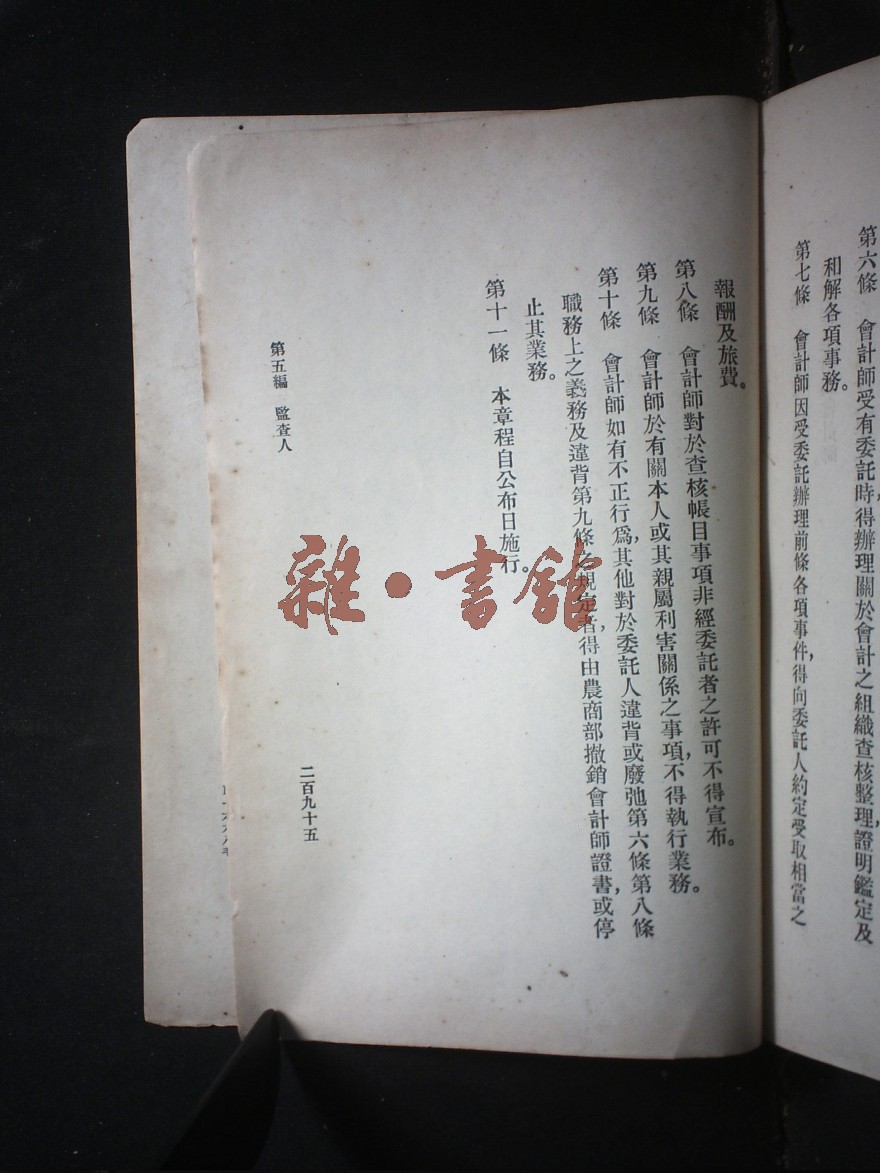 第六條　會計師受有委託時，得辦理關於會計之組織查核整理，證明鑑定及
和解各項事務。
第七條　會計師因受委託辦理前條各項事件，得向委託人約定受取相當之
報酬及旅費。
第八條　會計師對於查核帳目事項非經委託者之許可不得宣布。
第九條　會計師於有關本人或其親屬利害關係之事項，不得執行業務。
第十條　會計師如有不正行爲，其他對於委託人違背或廢弛第六條第八條
職務上之義務及違背第九條之規定者，得由農商部撤銷會計師證書，或停
止其業務。
第十一條　本章程自公布日施行。
第五編　監查人
二百九十五
雜·書館